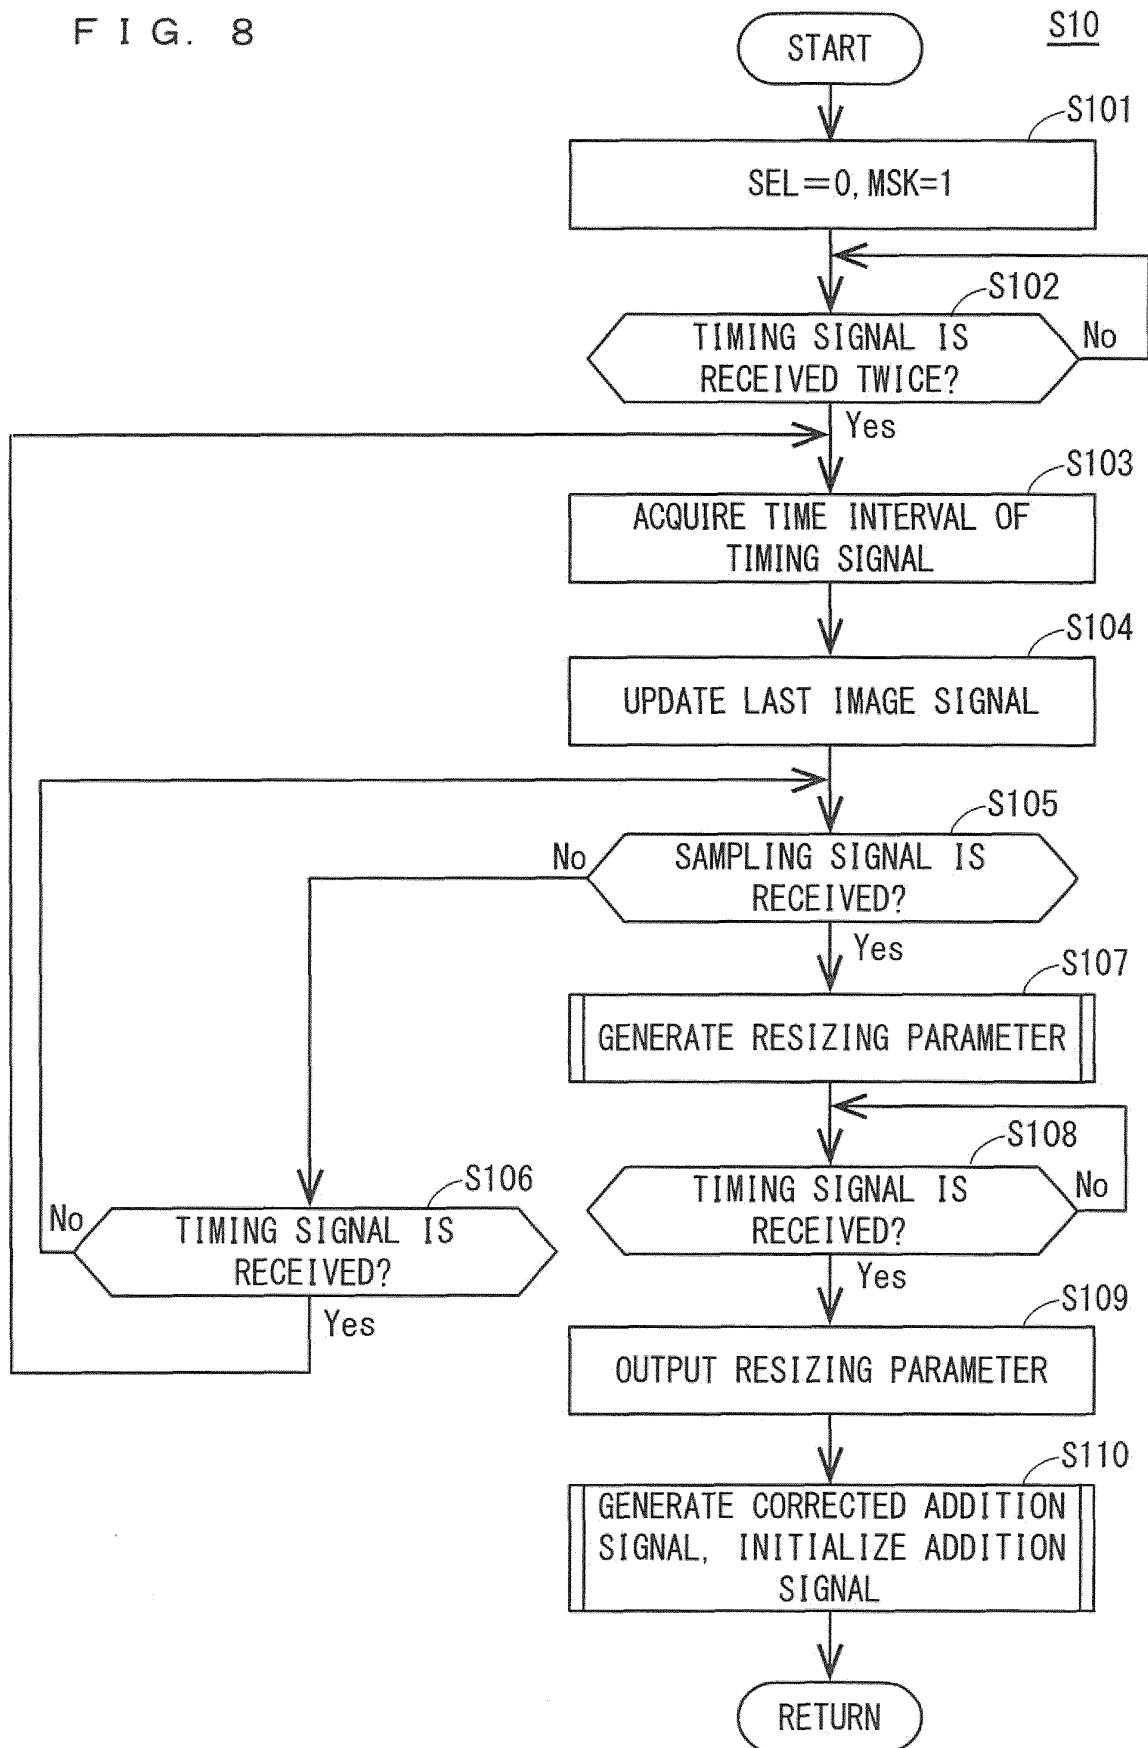 FIG. 8
S10
START
S101
SEL=0, MSK=1
S102
TIMING SIGNAL IS
RECEIVED TWICE?
No
Yes
S103
ACQUIRE TIME INTERVAL OF
TIMING SIGNAL
S104
UPDATE LAST IMAGE SIGNAL
S105
SAMPLING SIGNAL IS
RECEIVED?
No
Yes
S107
GENERATE RESIZING PARAMETER
S108
TIMING SIGNAL IS
RECEIVED?
No
Yes
S106
TIMING SIGNAL IS
RECEIVED?
No
Yes
S109
OUTPUT RESIZING PARAMETER
S110
GENERATE CORRECTED ADDITION
SIGNAL, INITIALIZE ADDITION
SIGNAL
RETURN